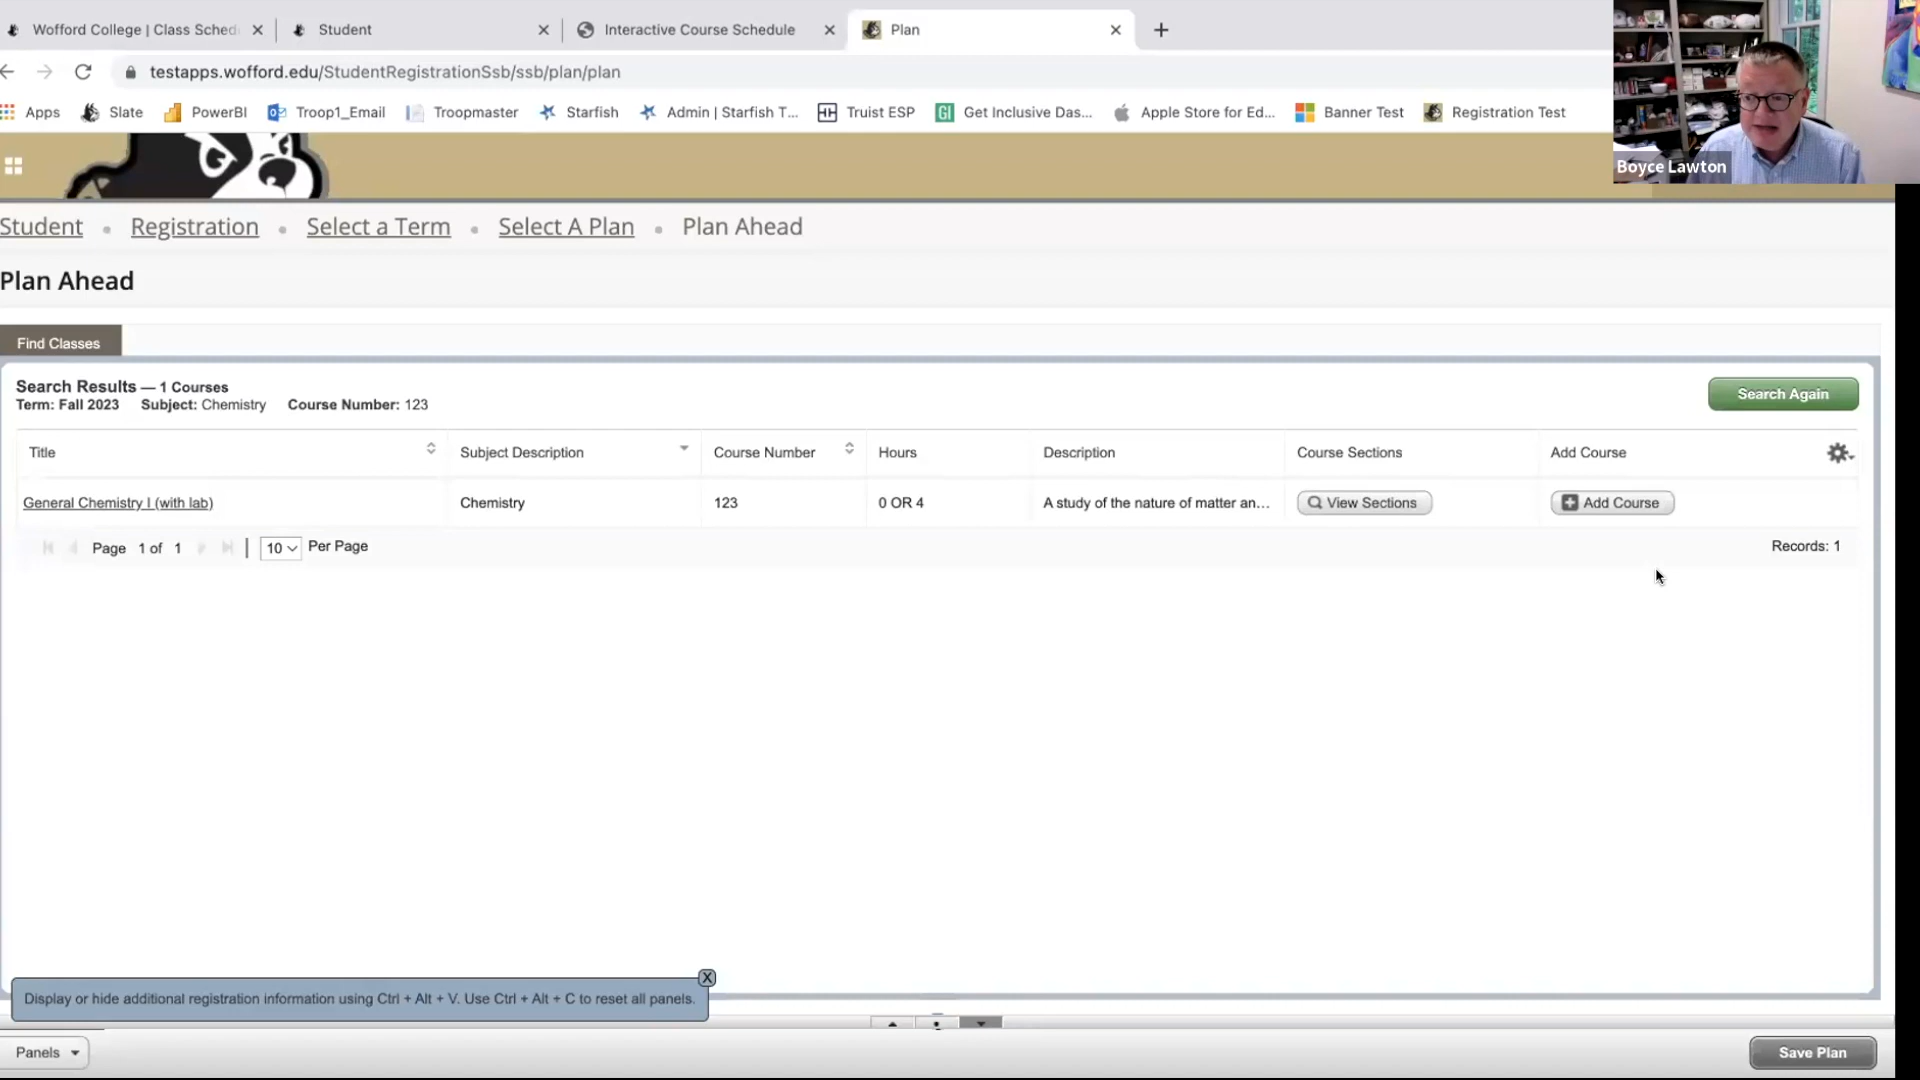 Wofford College | Class Sched
Student
Interactive Course Schedule
Plan
testapps.wofford.edu/StudentRegistrationSsb/ssb/plan/plan
Apps
Slate
PowerBI
Troop1_Email
Troopmaster
Starfish
Admin | Starfish T...
Truist ESP
Get Inclusive Das...
Apple Store for Ed...
Banner Test
Registration Test
Boyce Lawton
Student • Registration • Select a Term • Select A Plan • Plan Ahead
Plan Ahead
Find Classes
Search Results — 1 Courses
Term: Fall 2023 Subject: Chemistry Course Number: 123
Search Again
Title Subject Description Course Number Hours Description Course Sections Add Course
General Chemistry I (with lab) Chemistry 123 0 OR 4 A study of the nature of matter an... View Sections Add Course
Page 1 of 1 | 10 Per Page Records: 1
X
Display or hide additional registration information using Ctrl + Alt + V. Use Ctrl + Alt + C to reset all panels.
Panels
Save Plan